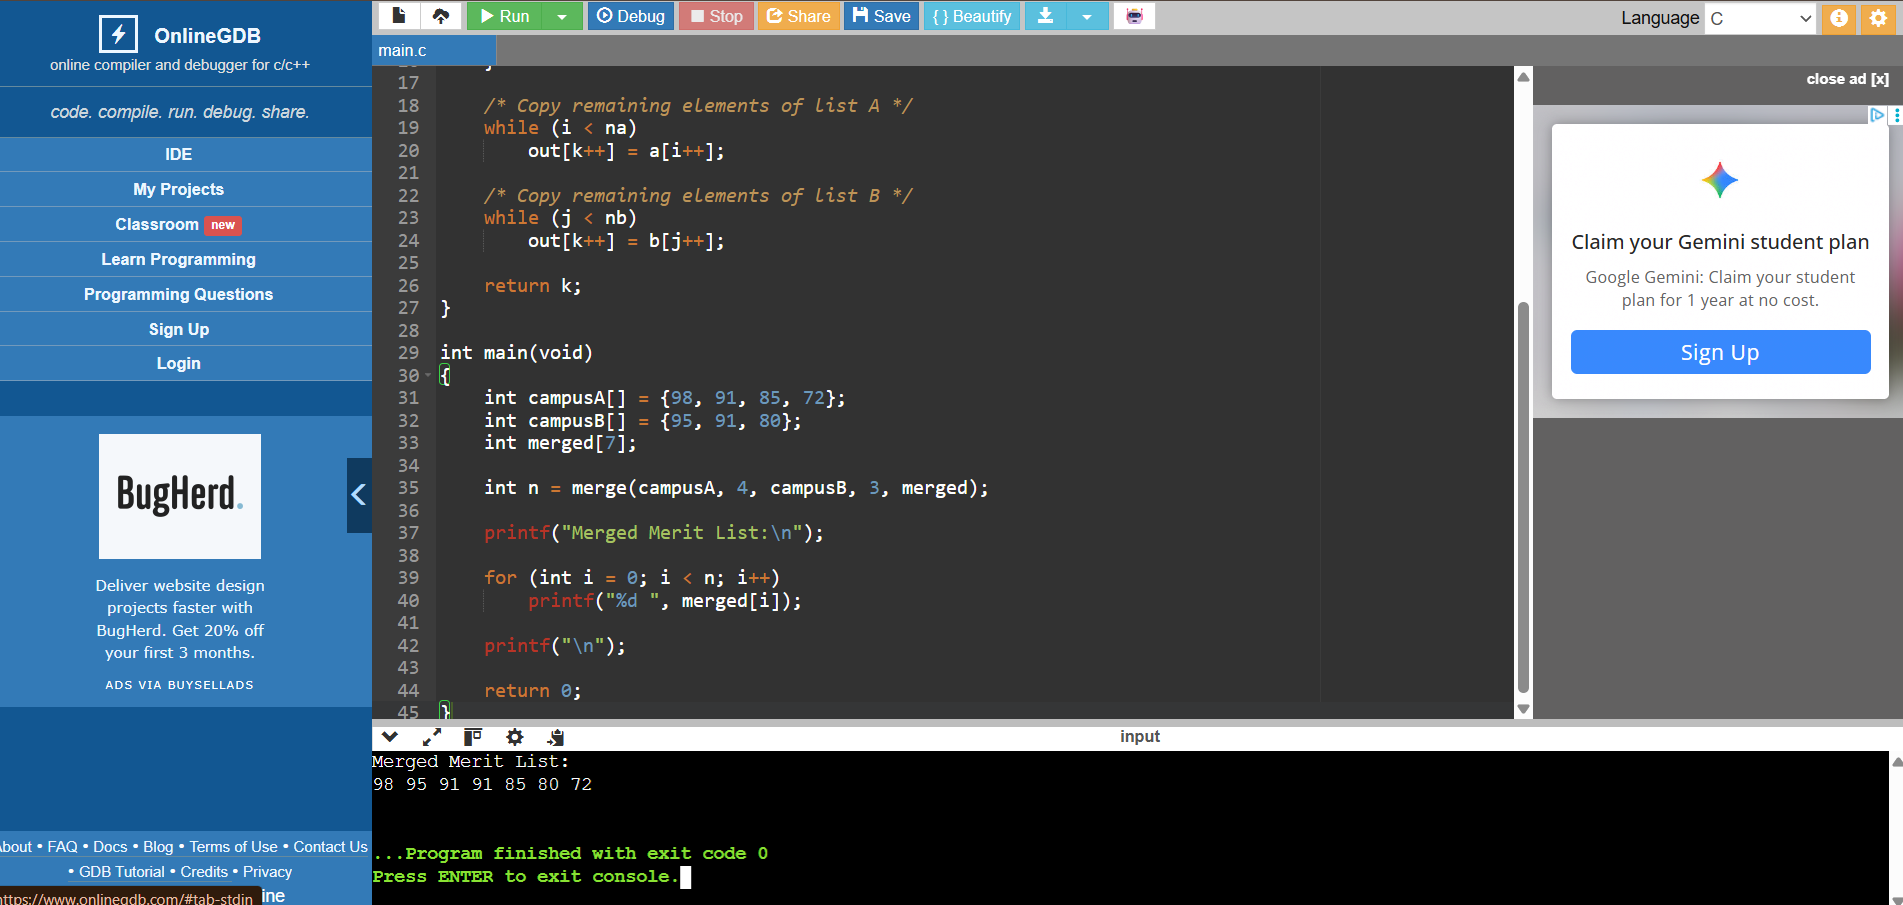 OnlineGDB
online compiler and debugger for c/c++
code. compile. run. debug. share.
IDE
My Projects
Classroom new
Learn Programming
Programming Questions
Sign Up
Login
BugHerd.
Deliver website design
projects faster with
BugHerd. Get 20% off
your first 3 months.
ADS VIA BUYSELLADS
About • FAQ • Docs • Blog • Terms of Use • Contact Us
• GDB Tutorial • Credits • Privacy
https://www.onlinegdb.com/#tab-stdin ine
Run Debug Stop Share Save { } Beautify
Language C
main.c
17
18 /* Copy remaining elements of list A */
19 while (i < na)
20 out[k++] = a[i++];
21
22 /* Copy remaining elements of list B */
23 while (j < nb)
24 out[k++] = b[j++];
25
26 return k;
27 }
28
29 int main(void)
30 {
31 int campusA[] = {98, 91, 85, 72};
32 int campusB[] = {95, 91, 80};
33 int merged[7];
34
35 int n = merge(campusA, 4, campusB, 3, merged);
36
37 printf("Merged Merit List:\n");
38
39 for (int i = 0; i < n; i++)
40 printf("%d ", merged[i]);
41
42 printf("\n");
43
44 return 0;
45 }
close ad [x]
Claim your Gemini student plan
Google Gemini: Claim your student
plan for 1 year at no cost.
Sign Up
input
Merged Merit List:
98 95 91 91 85 80 72
...Program finished with exit code 0
Press ENTER to exit console.